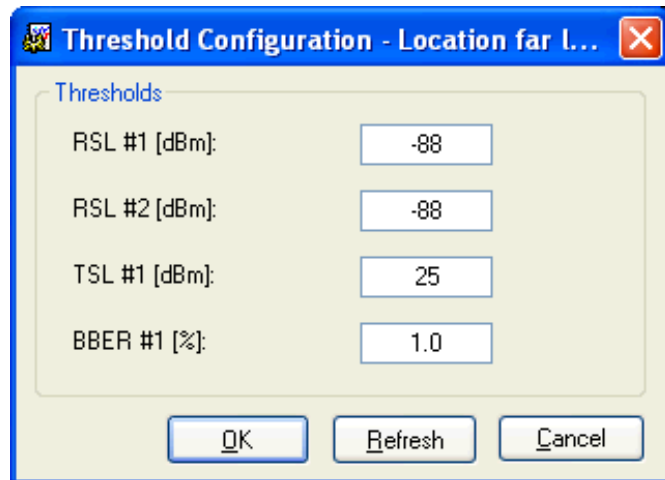 Threshold Configuration - Location far l...
Thresholds
RSL #1 [dBm]: -88
RSL #2 [dBm]: -88
TSL #1 [dBm]: 25
BBER #1 [%]: 1.0
OK Refresh Cancel